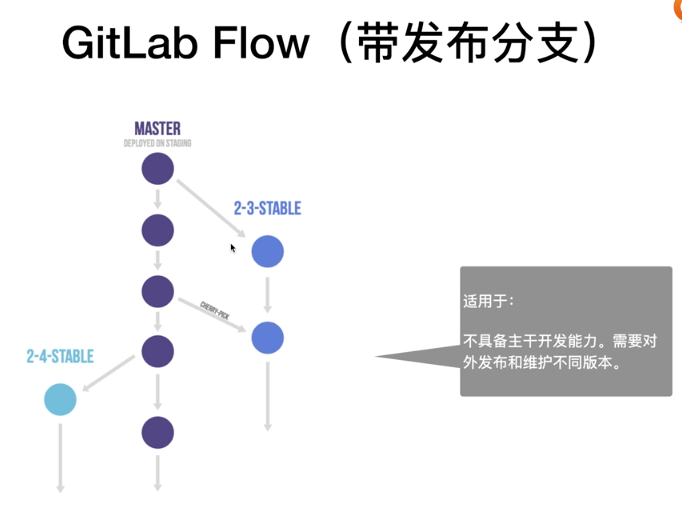 GitLab Flow（带发布分支）
MASTER
DEPLOYED ON STAGING
2-3-STABLE
CHERRY-PICK
适用于：
不具备主干开发能力。需要对
外发布和维护不同版本。
2-4-STABLE